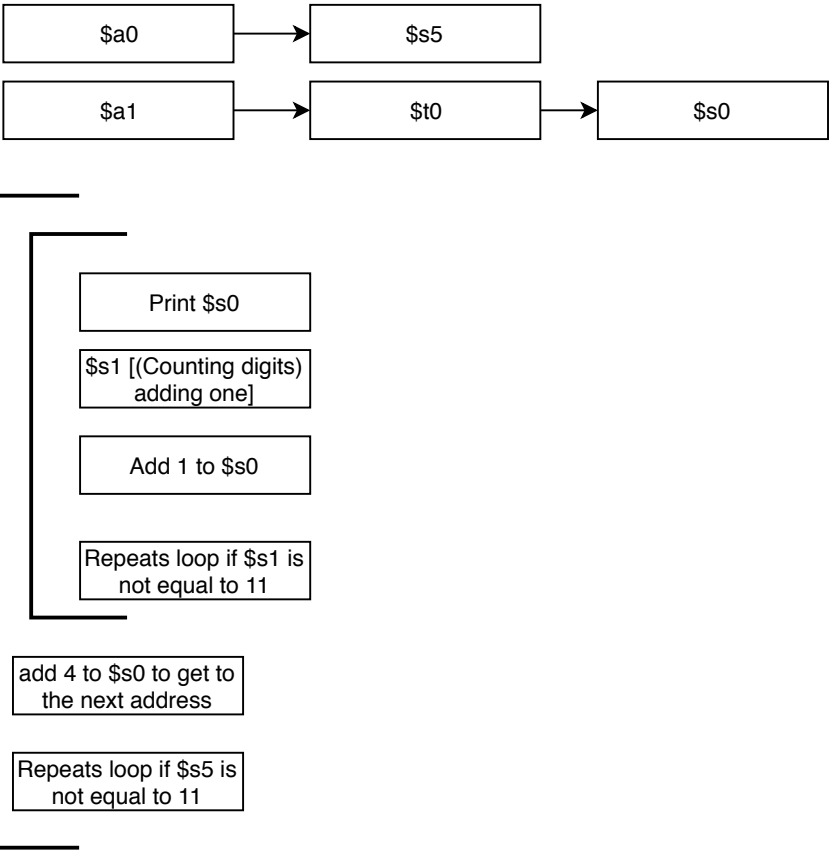 $a0
$s5
$a1
$t0
$s0
Print $s0
$s1 [(Counting digits)
adding one]
Add 1 to $s0
Repeats loop if $s1 is
not equal to 11
add 4 to $s0 to get to
the next address
Repeats loop if $s5 is
not equal to 11